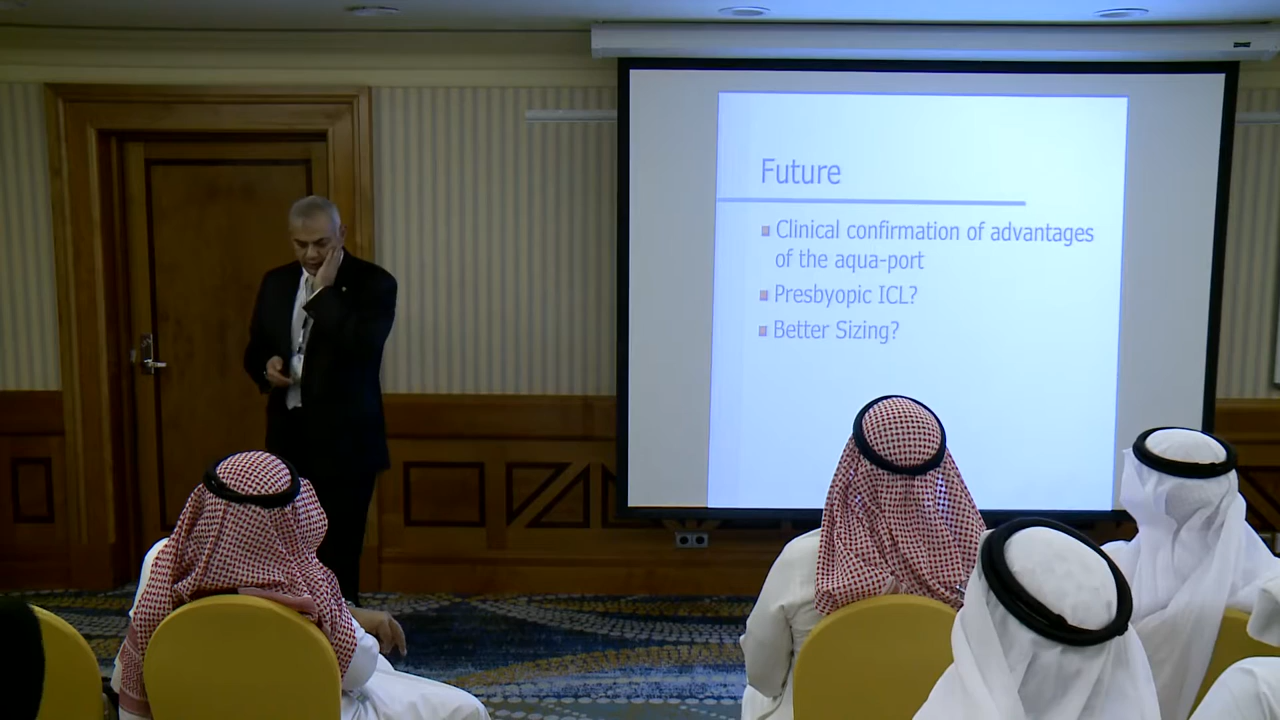 Future
Clinical confirmation of advantages
of the aqua-port
Presbyopic ICL?
Better Sizing?